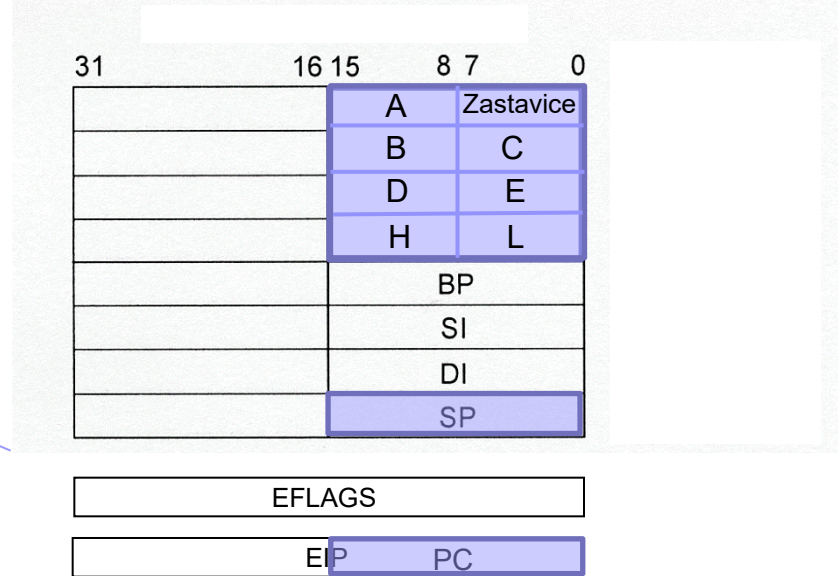 31 16 15 8 7 0
A Zastavice
B C
D E
H L
BP
SI
DI
SP
EFLAGS
EIP PC